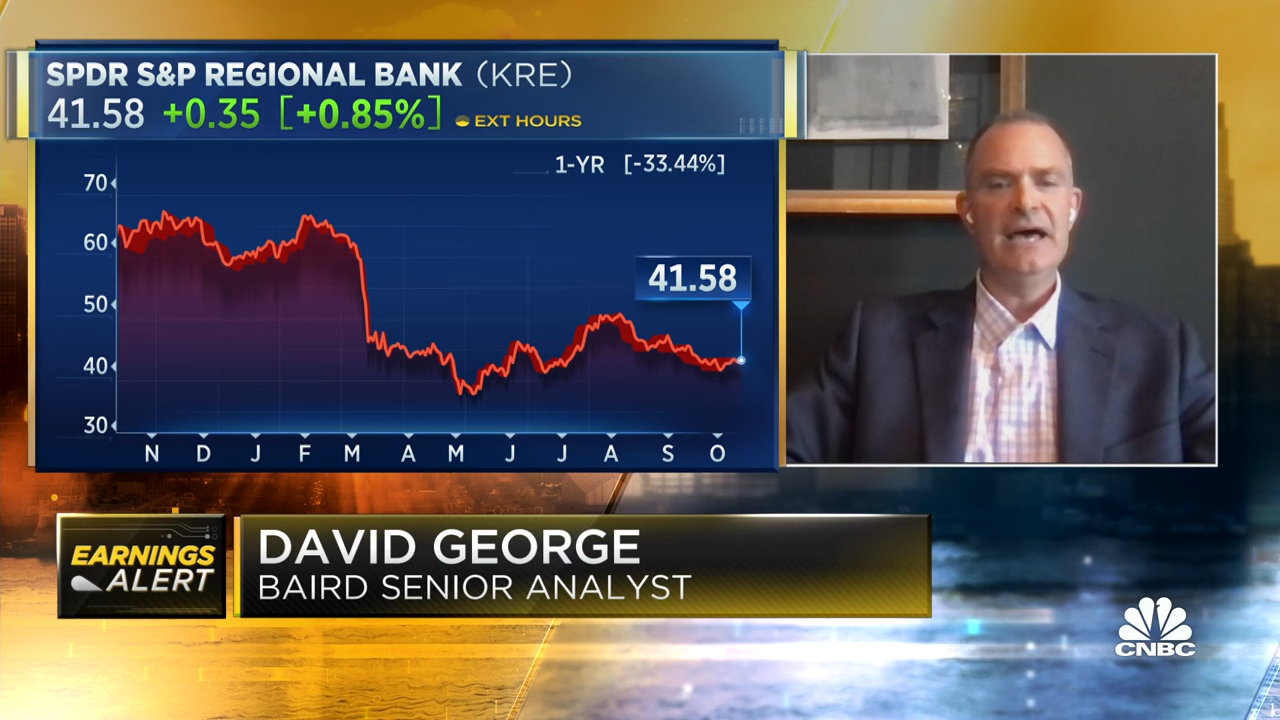 SPDR S&P REGIONAL BANK (KRE)
41.58 +0.35 [+0.85%] EXT HOURS
1-YR [-33.44%]
70
60
50
40
30
41.58
N D J F M A M J J A S O
EARNINGS
ALERT
DAVID GEORGE
BAIRD SENIOR ANALYST
CNBC